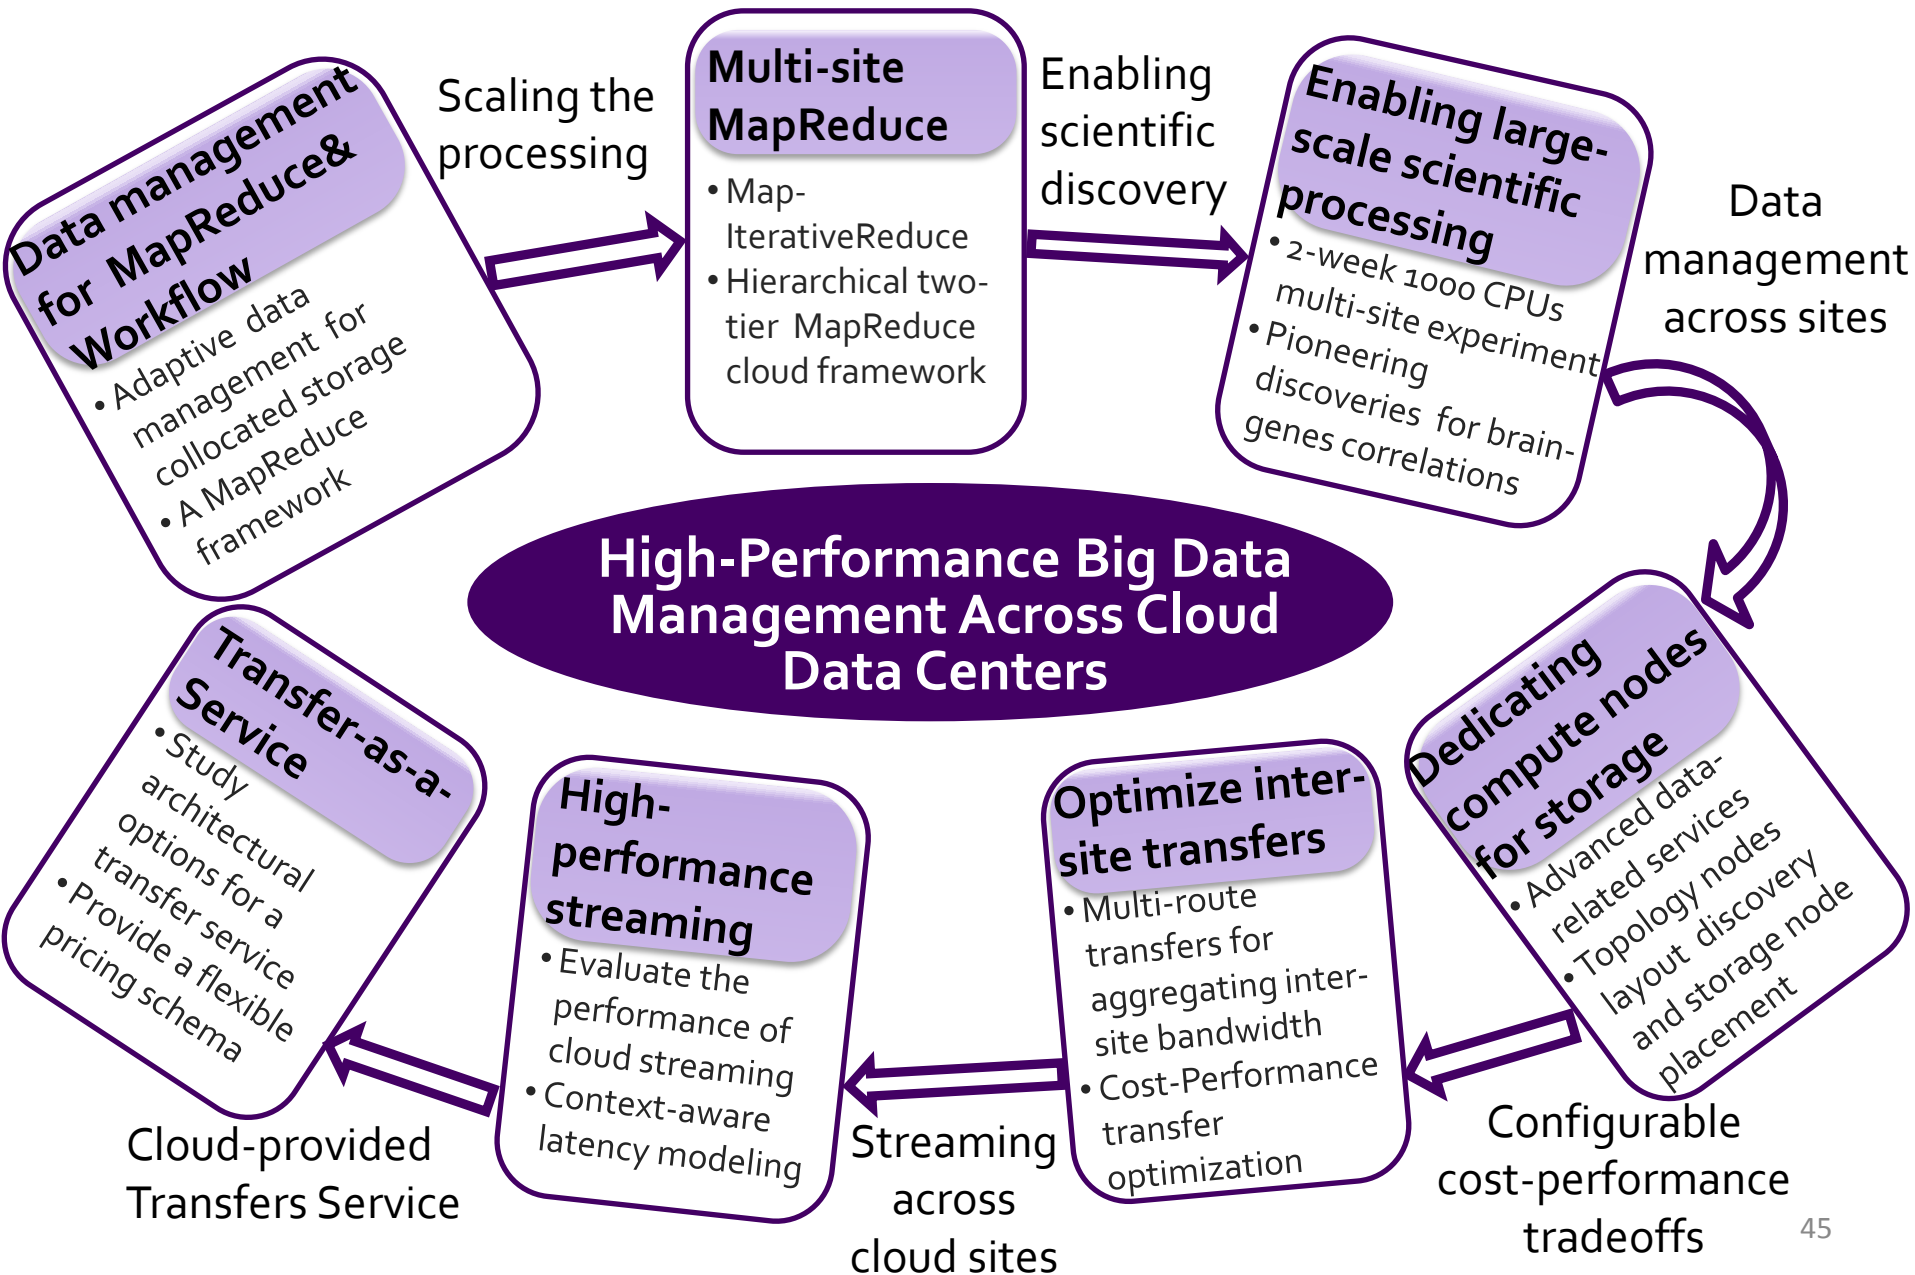 Data management
for MapReduce&
Workflow
• Adaptive data
management for
collocated storage
• A MapReduce
framework
Scaling the
processing
Multi-site
MapReduce
• Map-
IterativeReduce
• Hierarchical two-
tier MapReduce
cloud framework
Enabling
scientific
discovery
Enabling large-
scale scientific
processing
• 2-week 1000 CPUs
multi-site experiment
• Pioneering
discoveries for brain-
genes correlations
Data
management
across sites
High-Performance Big Data
Management Across Cloud
Data Centers
Dedicating
compute nodes
for storage
• Advanced data-
related services
• Topology nodes
layout discovery
and storage node
placement
Configurable
cost-performance
tradeoffs
Optimize inter-
site transfers
• Multi-route
transfers for
aggregating inter-
site bandwidth
• Cost-Performance
transfer
optimization
Streaming
across
cloud sites
High-
performance
streaming
• Evaluate the
performance of
cloud streaming
• Context-aware
latency modeling
Cloud-provided
Transfers Service
Transfer-as-a-
Service
• Study
architectural
options for a
transfer service
• Provide a flexible
pricing schema
45